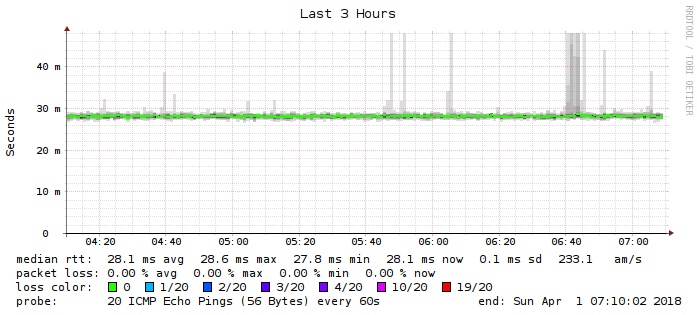 Last 3 Hours
RRDTOOL / TOBI OETIKER
Seconds
40 m
30 m
20 m
10 m
0
04:20 04:40 05:00 05:20 05:40 06:00 06:20 06:40 07:00
median rtt: 28.1 ms avg 28.6 ms max 27.8 ms min 28.1 ms now 0.1 ms sd 233.1 am/s
packet loss: 0.00 % avg 0.00 % max 0.00 % min 0.00 % now
loss color: 0 1/20 2/20 3/20 4/20 10/20 19/20
probe: 20 ICMP Echo Pings (56 Bytes) every 60s end: Sun Apr 1 07:10:02 2018